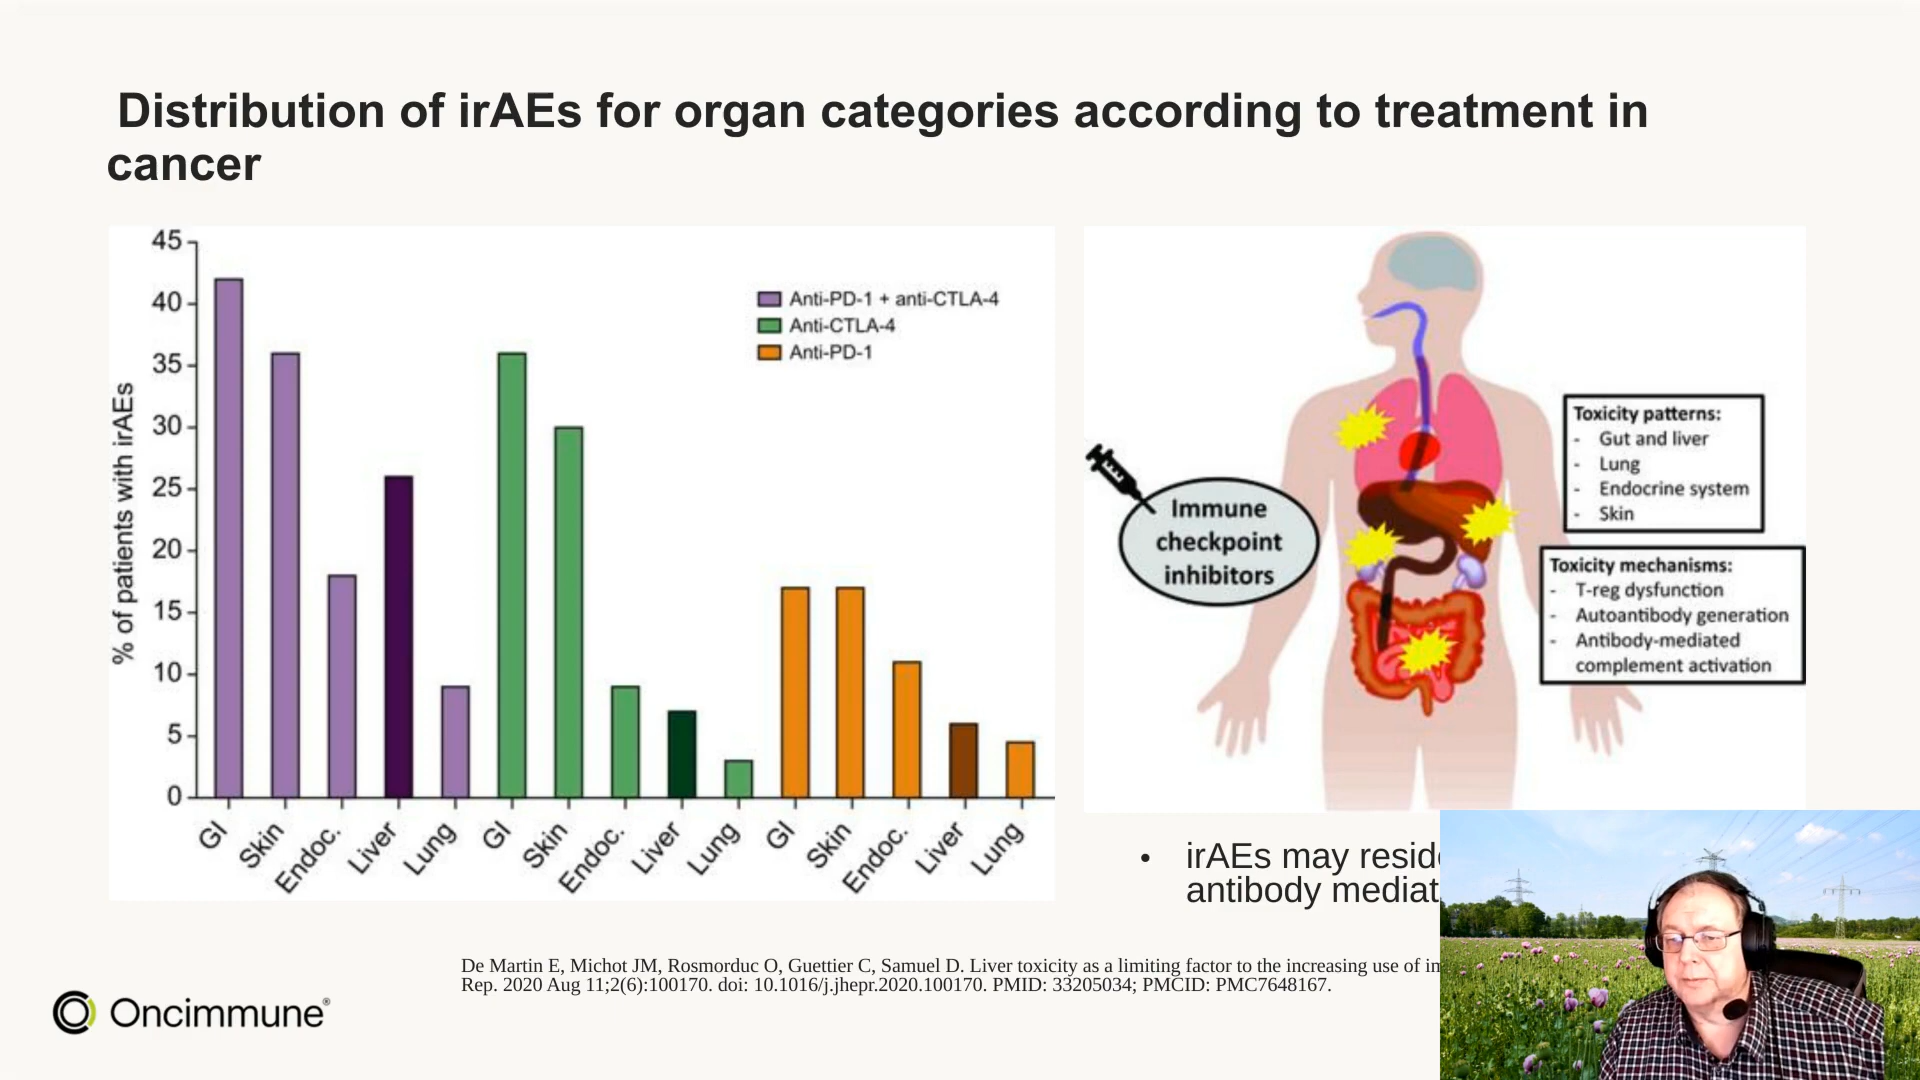 Distribution of irAEs for organ categories according to treatment in
cancer
45
40
35
30
25
20
15
10
5
0
% of patients with irAEs
Anti-PD-1 + anti-CTLA-4
Anti-CTLA-4
Anti-PD-1
GI
Skin
Endoc.
Liver
Lung
GI
Skin
Endoc.
Liver
Lung
GI
Skin
Endoc.
Liver
Lung
Immune
checkpoint
inhibitors
Toxicity patterns:
- Gut and liver
- Lung
- Endocrine system
- Skin
Toxicity mechanisms:
- T-reg dysfunction
- Autoantibody generation
- Antibody-mediated
complement activation
• irAEs may
antibody
De Martin E, Michot JM, Rosmorduc O, Guettier C, Samuel D. Liver toxicity as a limiting factor to the increasing use of
Rep. 2020 Aug 11;2(6):100170. doi: 10.1016/j.jhepr.2020.100170. PMID: 33205034; PMCID: PMC7648167.
Oncimmune®